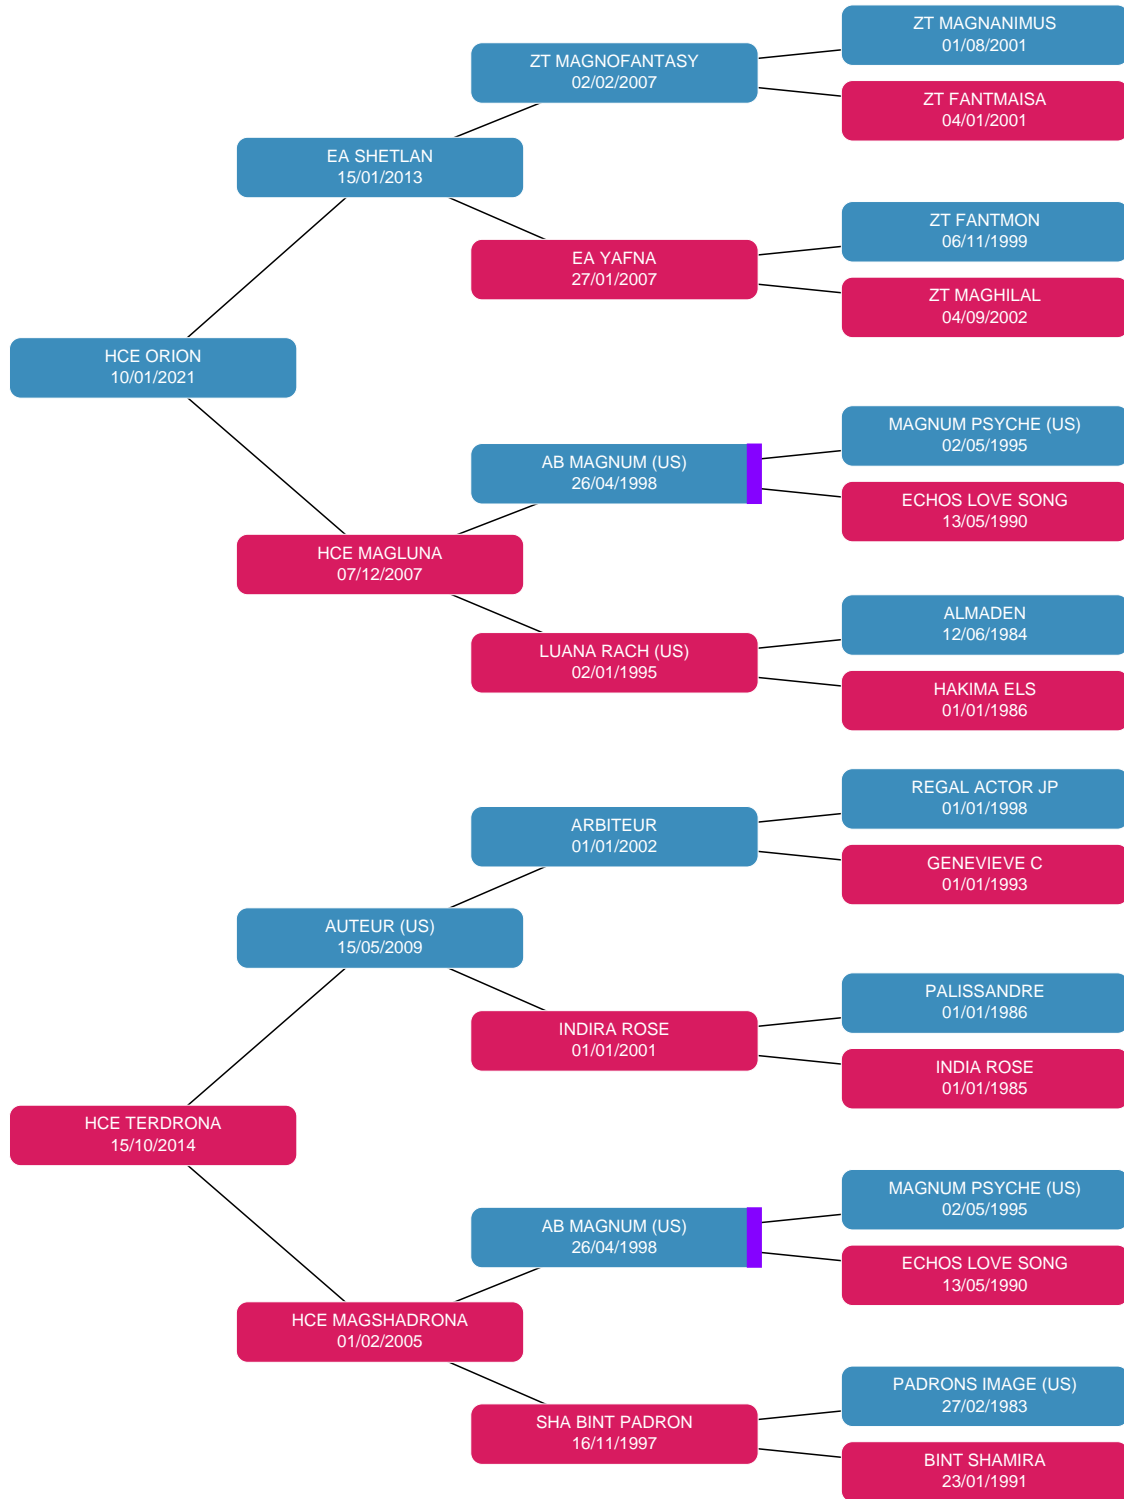 ZT MAGNANIMUS
01/08/2001
ZT MAGNOFANTASY
02/02/2007
ZT FANTMAISA
04/01/2001
EA SHETLAN
15/01/2013
ZT FANTMON
06/11/1999
EA YAFNA
27/01/2007
ZT MAGHILAL
04/09/2002
HCE ORION
10/01/2021
MAGNUM PSYCHE (US)
02/05/1995
AB MAGNUM (US)
26/04/1998
ECHOS LOVE SONG
13/05/1990
HCE MAGLUNA
07/12/2007
ALMADEN
12/06/1984
LUANA RACH (US)
02/01/1995
HAKIMA ELS
01/01/1986
REGAL ACTOR JP
01/01/1998
ARBITEUR
01/01/2002
GENEVIEVE C
01/01/1993
AUTEUR (US)
15/05/2009
PALISSANDRE
01/01/1986
INDIRA ROSE
01/01/2001
INDIA ROSE
01/01/1985
HCE TERDRONA
15/10/2014
MAGNUM PSYCHE (US)
02/05/1995
AB MAGNUM (US)
26/04/1998
ECHOS LOVE SONG
13/05/1990
HCE MAGSHADRONA
01/02/2005
PADRONS IMAGE (US)
27/02/1983
SHA BINT PADRON
16/11/1997
BINT SHAMIRA
23/01/1991